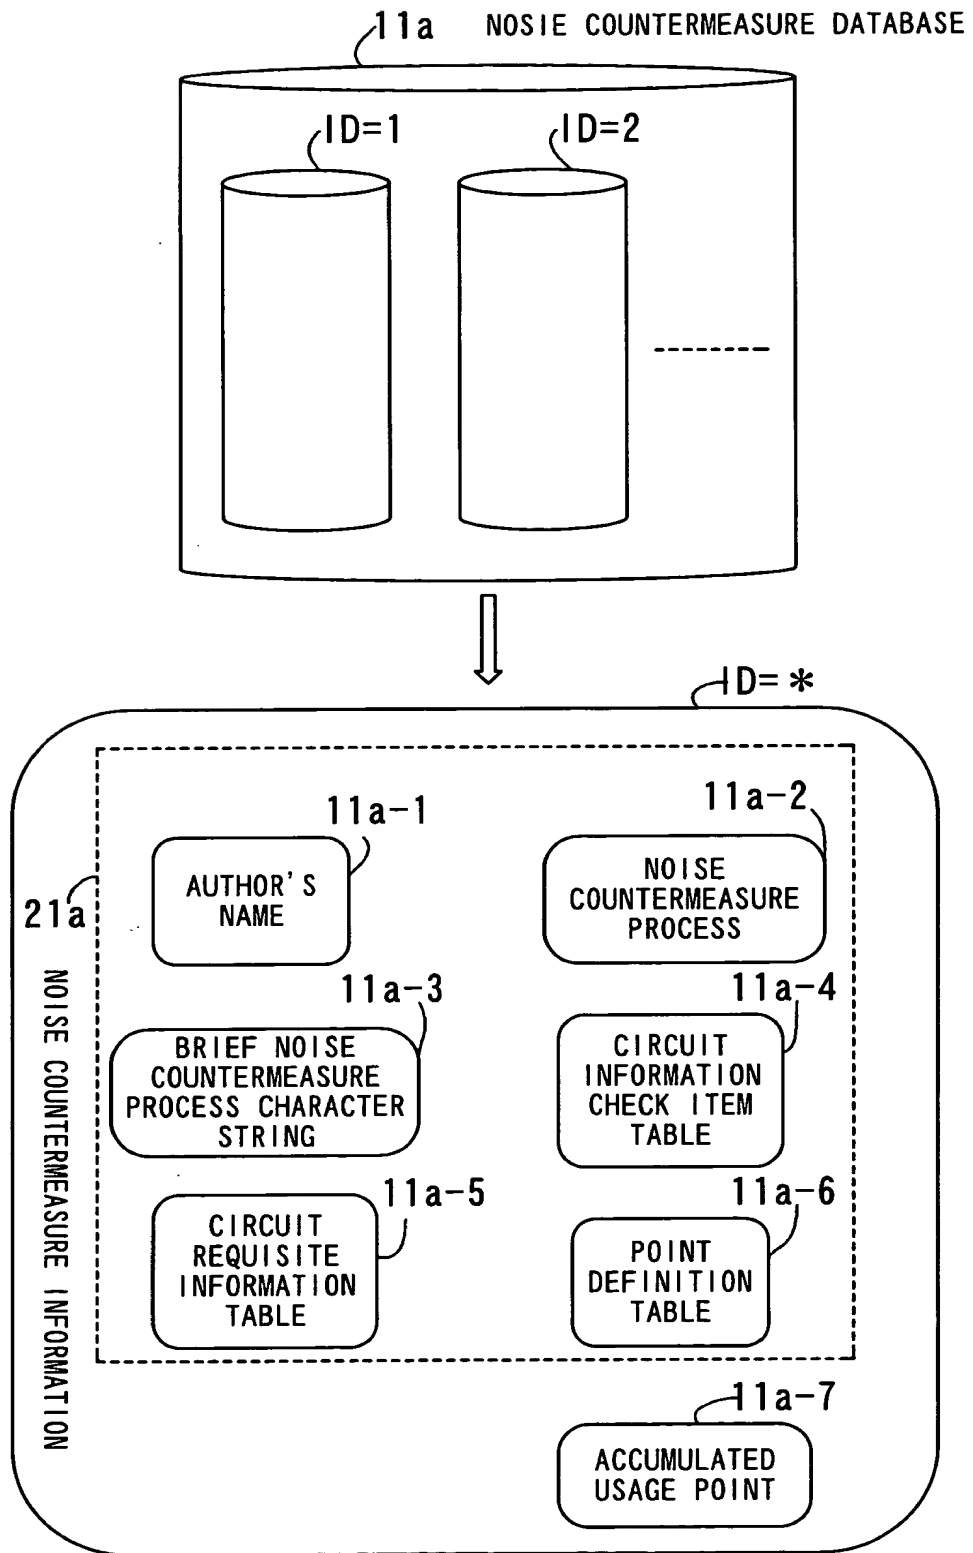 11a NOSIE COUNTERMEASURE DATABASE
ID=1
ID=2
ID=*
11a-1
11a-2
AUTHOR'S
NAME
NOISE
COUNTERMEASURE
PROCESS
21a
NOISE COUNTERMEASURE INFORMATION
11a-3
11a-4
BRIEF NOISE
COUNTERMEASURE
PROCESS CHARACTER
STRING
CIRCUIT
INFORMATION
CHECK ITEM
TABLE
11a-5
11a-6
CIRCUIT
REQUISITE
INFORMATION
TABLE
POINT
DEFINITION
TABLE
11a-7
ACCUMULATED
USAGE POINT